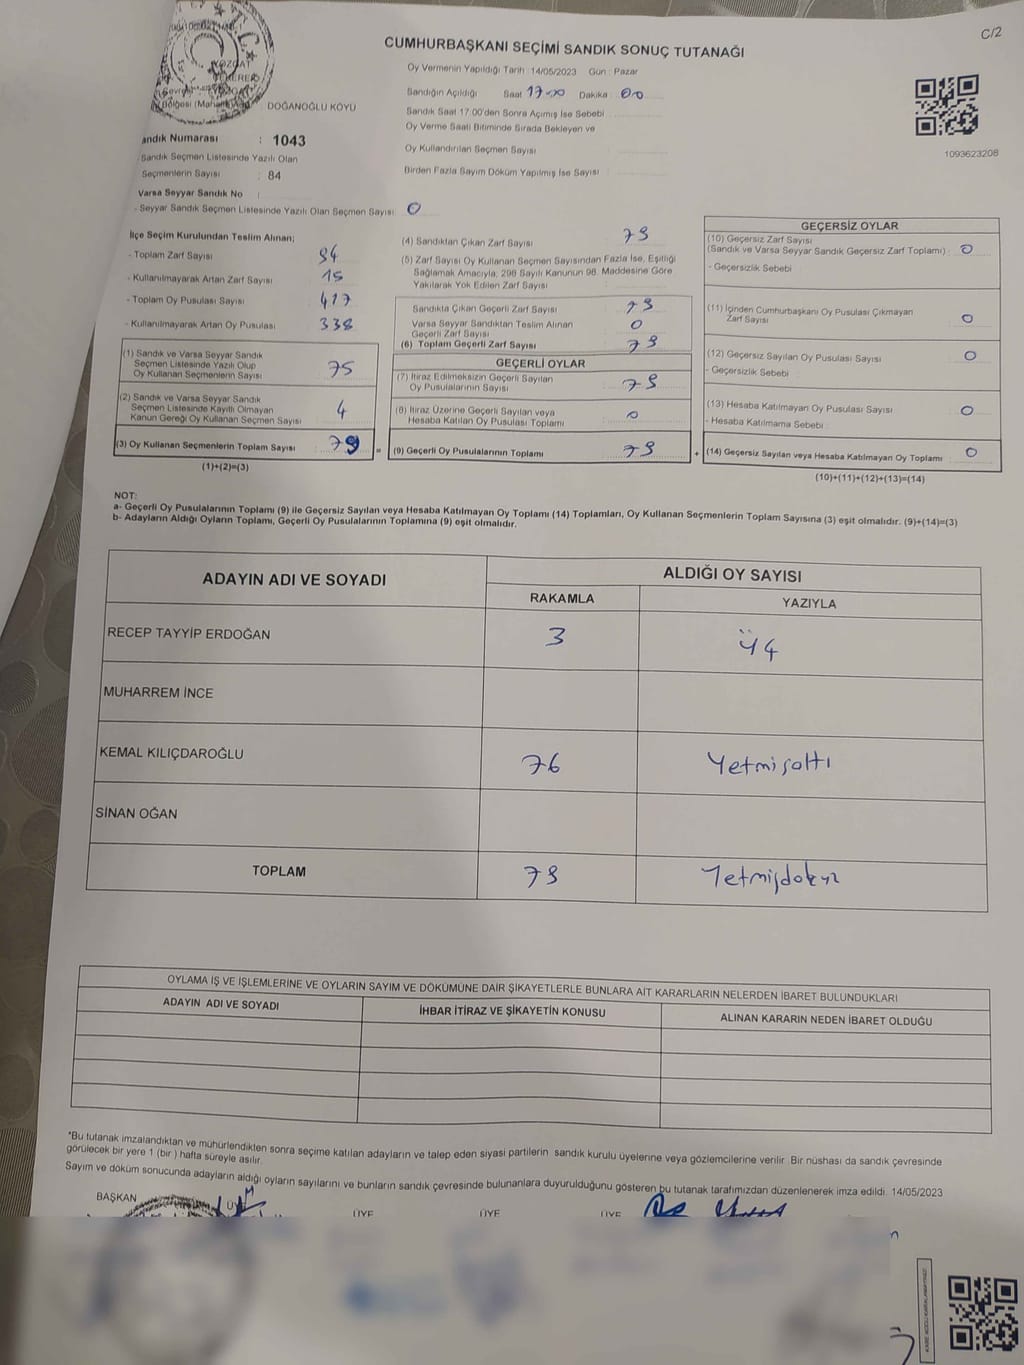 C/2
CUMHURBAŞKANI SEÇİMİ SANDIK SONUÇ TUTANAĞI
T.C.
YOZGAT
Oy Vermenin Yapıldığı Tarih : 14/05/2023 Gün : Pazar
Sandığın Açıldığı Saat 17.00 Dakika : 00
DOĞANOĞLU KÖYÜ
Sandık Saat 17:00'den Sonra Açmış İse Sebebi
Oy Verme Saati Bitiminde Sırada Bekleyen ve
Oy Kullandırılan Seçmen Sayısı :
Birden Fazla Sayım Döküm Yapılmış İse Sayısı :
1093623208
andık Numarası : 1043
Sandık Seçmen Listesinde Yazılı Olan
Seçmenlerin Sayısı : 84
Varsa Seyyar Sandık No :
- Seyyar Sandık Seçmen Listesinde Yazılı Olan Seçmen Sayısı : 0
İlçe Seçim Kurulundan Teslim Alınan;
- Toplam Zarf Sayısı 94
- Kullanılmayarak Artan Zarf Sayısı 15
- Toplam Oy Pusulası Sayısı 417
- Kullanılmayarak Artan Oy Pusulası 338
(1) Sandık ve Varsa Seyyar Sandık
Seçmen Listesinde Yazılı Olup
Oy Kullanan Seçmenlerin Sayısı 75
(2) Sandık ve Varsa Seyyar Sandık
Seçmen Listesinde Kayıtlı Olmayan
Kanun Gereği Oy Kullanan Seçmen Sayısı 4
(3) Oy Kullanan Seçmenlerin Toplam Sayısı 79 =
(1)+(2)=(3)
(4) Sandıktan Çıkan Zarf Sayısı 79
(5) Zarf Sayısı Oy Kullanan Seçmen Sayısından Fazla İse, Eşitliği
Sağlamak Amacıyla; 298 Sayılı Kanunun 98. Maddesine Göre
Yakılarak Yok Edilen Zarf Sayısı :
Sandıkta Çıkan Geçerli Zarf Sayısı : 79
Varsa Seyyar Sandıktan Teslim Alınan
Geçerli Zarf Sayısı : 0
(6) Toplam Geçerli Zarf Sayısı : 79
GEÇERLİ OYLAR
(7) İtiraz Edilmeksizin Geçerli Sayılan
Oy Pusulalarının Sayısı : 79
(8) İtiraz Üzerine Geçerli Sayılan veya
Hesaba Katılan Oy Pusulası Toplamı 0
(9) Geçerli Oy Pusulalarının Toplamı 79 +
GEÇERSİZ OYLAR
(10) Geçersiz Zarf Sayısı
(Sandık ve Varsa Seyyar Sandık Geçersiz Zarf Toplamı) : 0
- Geçersizlik Sebebi
(11) İçinden Cumhurbaşkanı Oy Pusulası Çıkmayan
Zarf Sayısı 0
(12) Geçersiz Sayılan Oy Pusulası Sayısı 0
- Geçersizlik Sebebi
(13) Hesaba Katılmayan Oy Pusulası Sayısı 0
- Hesaba Katılmama Sebebi
(14) Geçersiz Sayılan veya Hesaba Katılmayan Oy Toplamı : 0
(10)+(11)+(12)+(13)=(14)
NOT:
a- Geçerli Oy Pusulalarının Toplamı (9) ile Geçersiz Sayılan veya Hesaba Katılmayan Oy Toplamı (14) Toplamları, Oy Kullanan Seçmenlerin Toplam Sayısına (3) eşit olmalıdır. (9)+(14)=(3)
b- Adayların Aldığı Oyların Toplamı, Geçerli Oy Pusulalarının Toplamına (9) eşit olmalıdır.
ADAYIN ADI VE SOYADI
ALDIĞI OY SAYISI
RAKAMLA YAZIYLA
RECEP TAYYİP ERDOĞAN 3 Üç
MUHARREM İNCE
KEMAL KILIÇDAROĞLU 76 Yetmişaltı
SİNAN OĞAN
TOPLAM 79 Yetmişdokuz
OYLAMA İŞ VE İŞLEMLERİNE VE OYLARIN SAYIM VE DÖKÜMÜNE DAİR ŞİKAYETLERLE BUNLARA AİT KARARLARIN NELERDEN İBARET BULUNDUKLARI
ADAYIN ADI VE SOYADI İHBAR İTİRAZ VE ŞİKAYETİN KONUSU ALINAN KARARIN NEDEN İBARET OLDUĞU
*Bu tutanak imzalandıktan ve mühürlendikten sonra seçime katılan adayların ve talep eden siyasi partilerin sandık kurulu üyelerine veya gözlemcilerine verilir. Bir nüshası da sandık çevresinde
görülecek bir yere 1 (bir) hafta süreyle asılır.
Sayım ve döküm sonucunda adayların aldığı oyların sayılarını ve bunların sandık çevresinde bulunanlara duyurulduğunu gösteren bu tutanak tarafımızdan düzenlenerek imza edildi. 14/05/2023
BAŞKAN ÜYE ÜYE ÜYE ÜYE